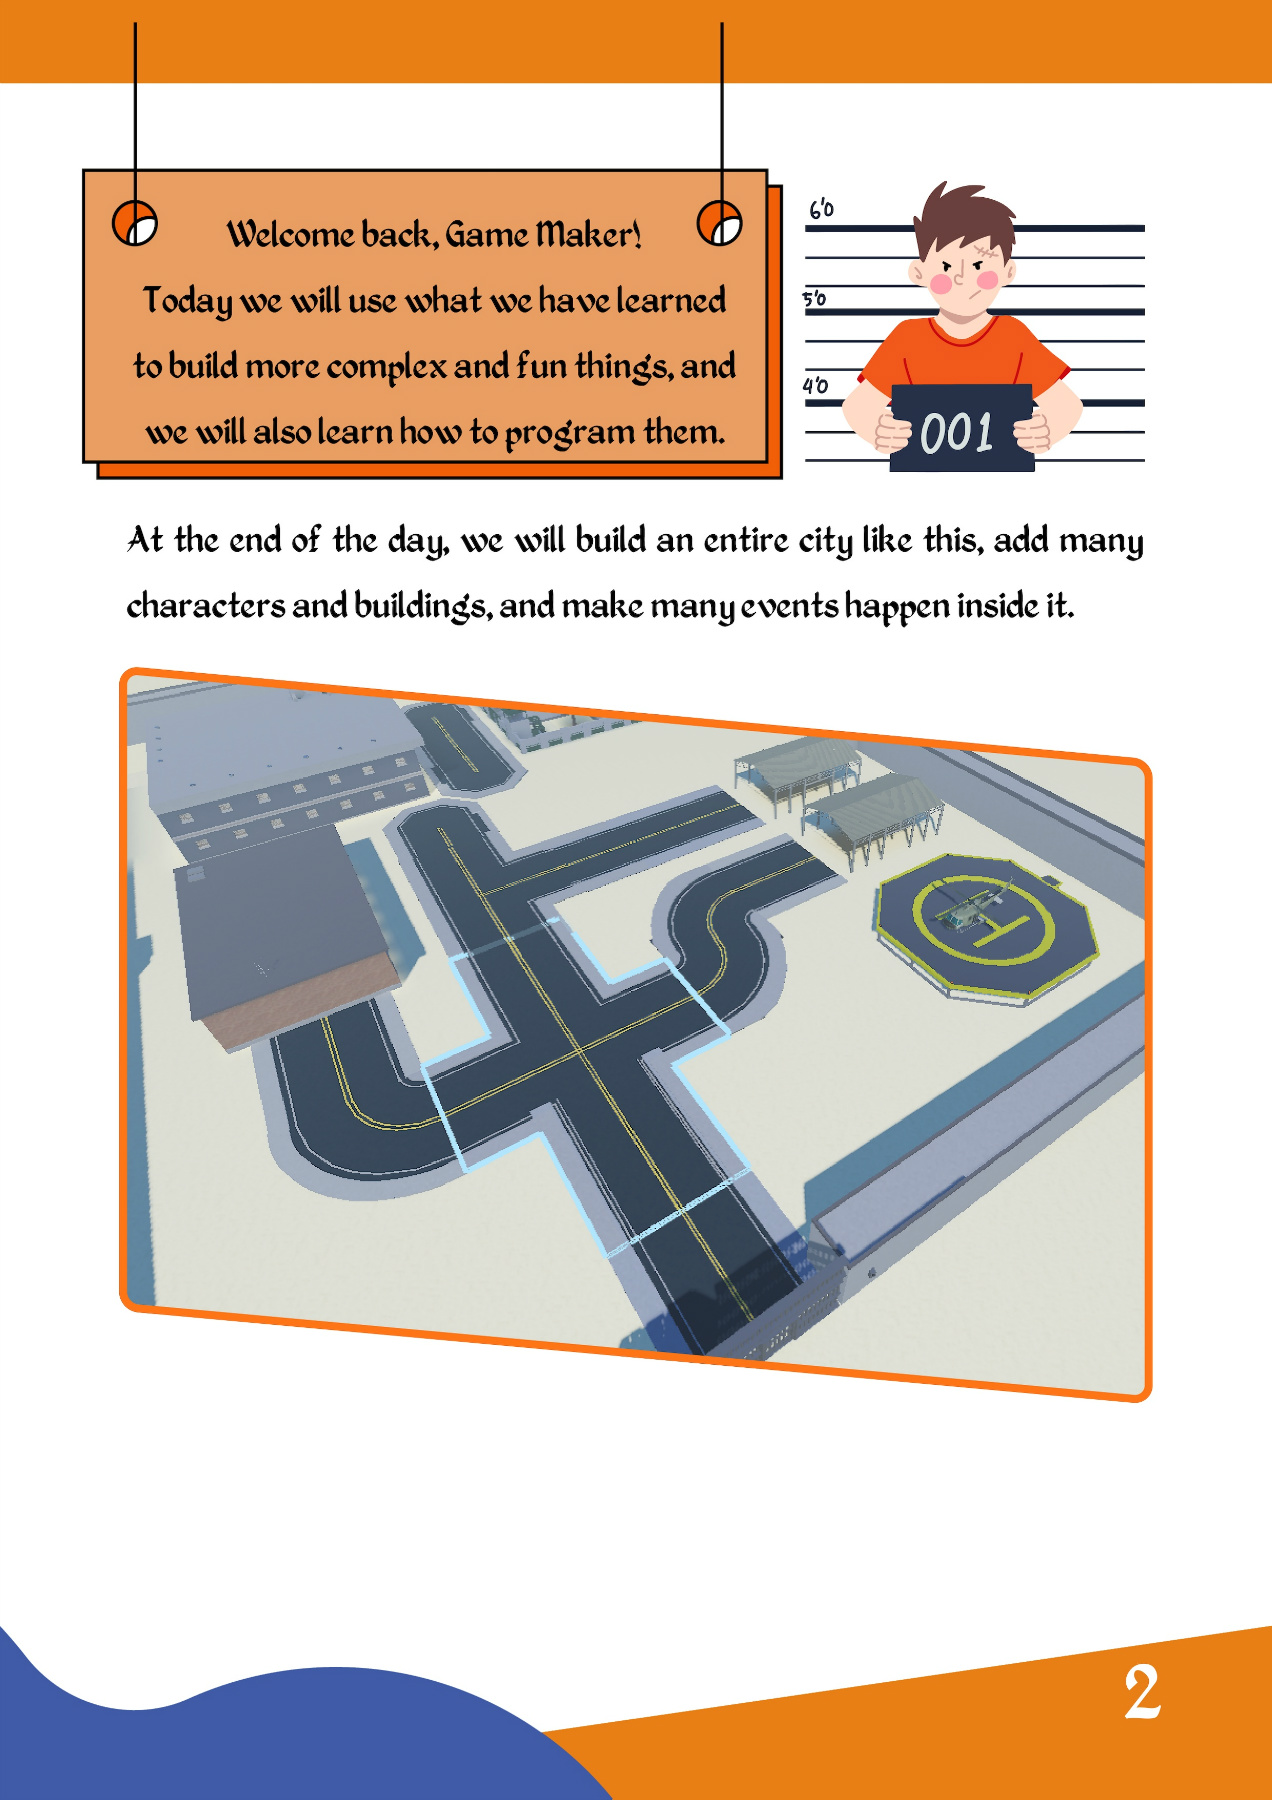 Welcome back, Game Maker!
Today we will use what we have learned
to build more complex and fun things, and
we will also learn how to program them.
6'0
5'0
4'0
001
At the end of the day, we will build an entire city like this, add many
characters and buildings, and make many events happen inside it.
H
2